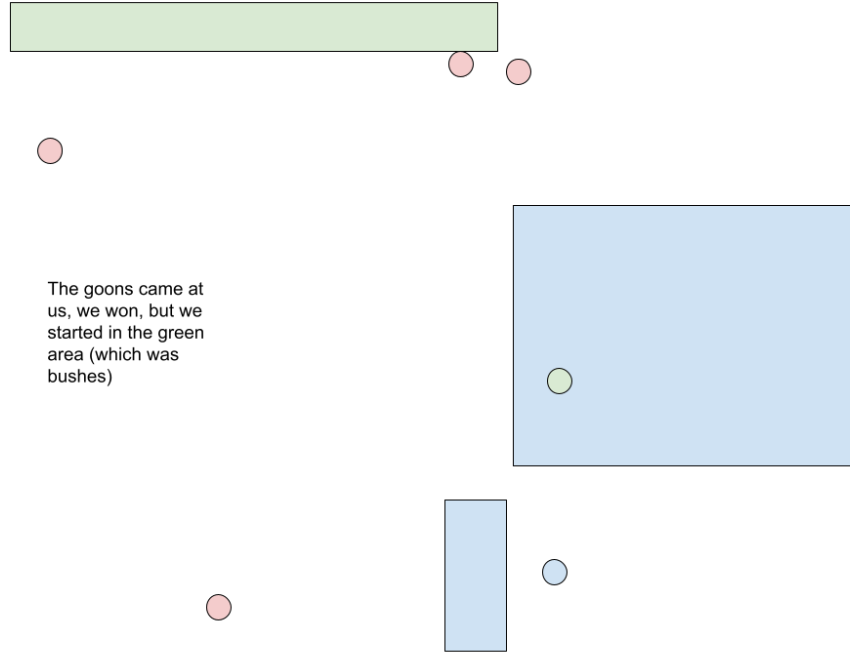 The goons came at
us, we won, but we
started in the green
area (which was
bushes)